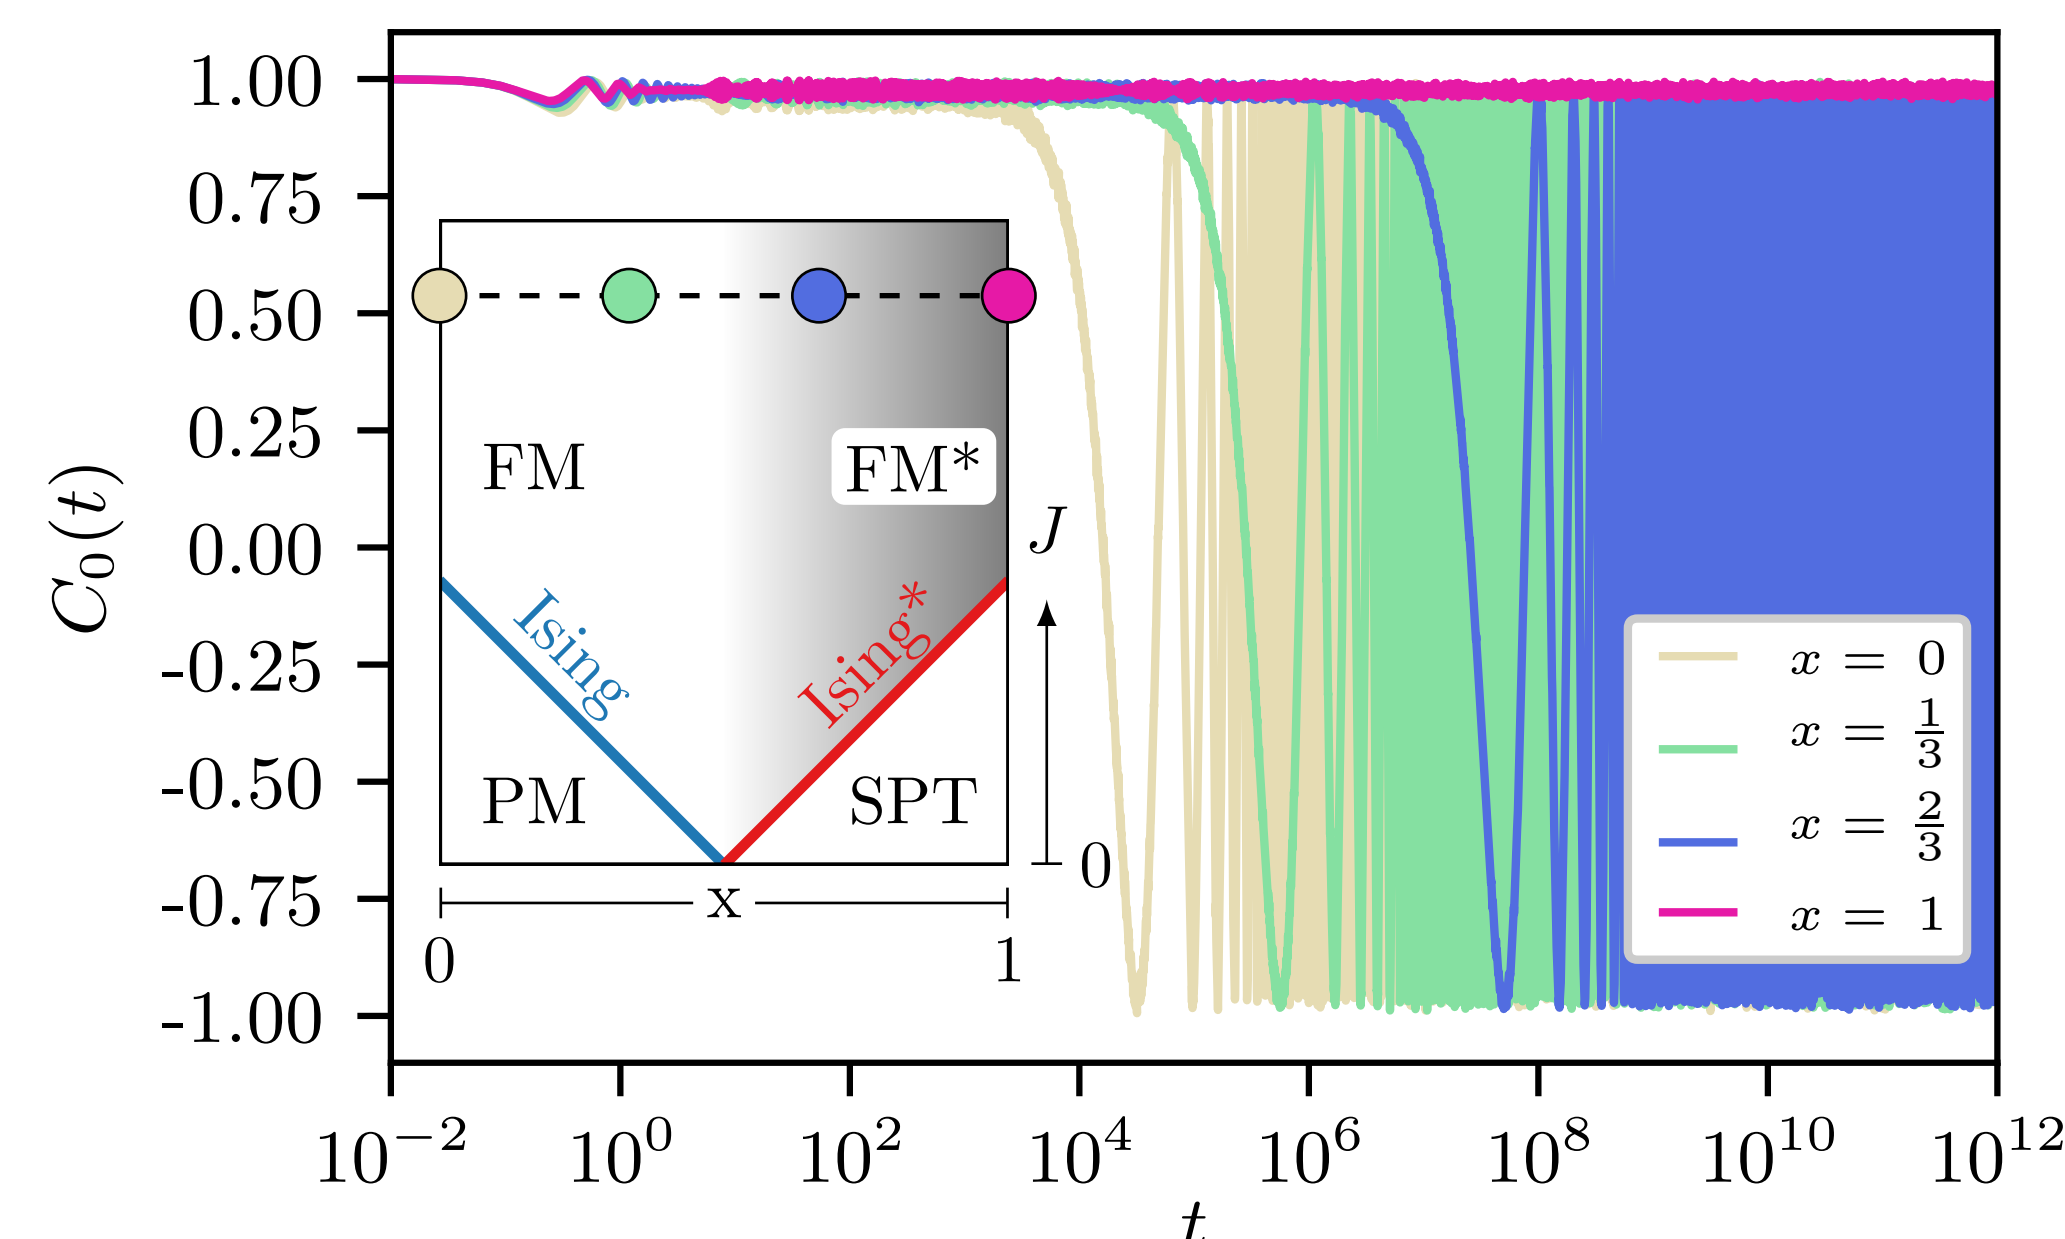 1.00
0.75
0.50
0.25
0.00
-0.25
-0.50
-0.75
-1.00
C₀(t)
10⁻² 10⁰ 10² 10⁴ 10⁶ 10⁸ 10¹⁰ 10¹²
t
FM
FM*
Ising
Ising*
PM
SPT
J
0
x
0
1
x = 0
x = 1/3
x = 2/3
x = 1